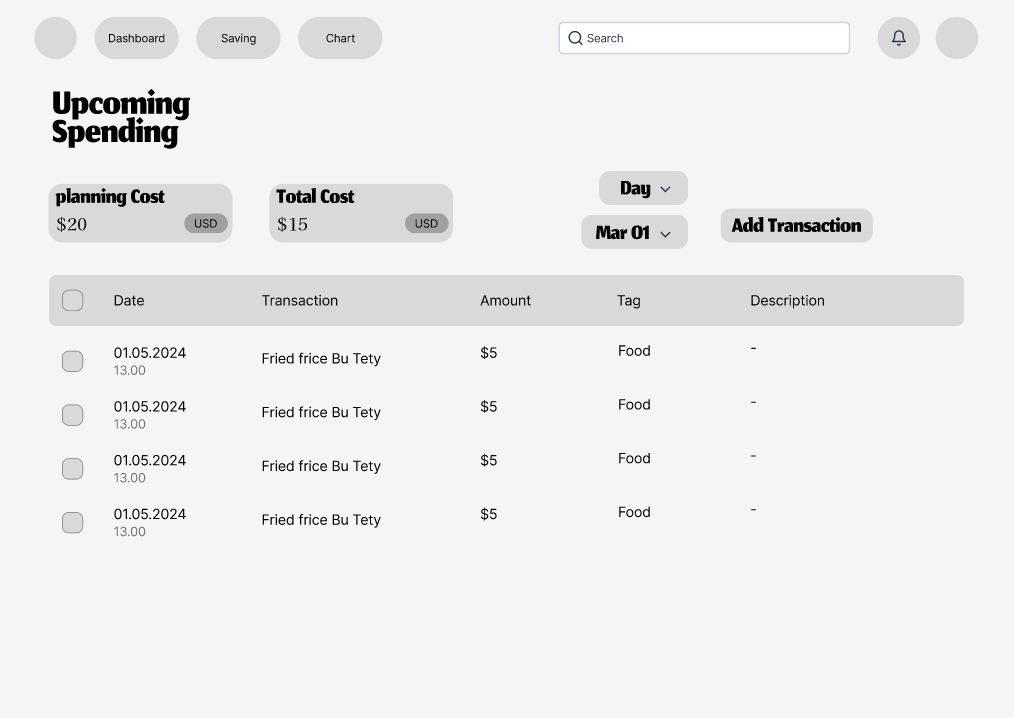 Dashboard
Saving
Chart
Search
Upcoming
Spending
planning Cost
$20
USD
Total Cost
$15
USD
Day
Mar 01
Add Transaction
Date
Transaction
Amount
Tag
Description
01.05.2024
13.00
Fried frice Bu Tety
$5
Food
-
01.05.2024
13.00
Fried frice Bu Tety
$5
Food
-
01.05.2024
13.00
Fried frice Bu Tety
$5
Food
-
01.05.2024
13.00
Fried frice Bu Tety
$5
Food
-